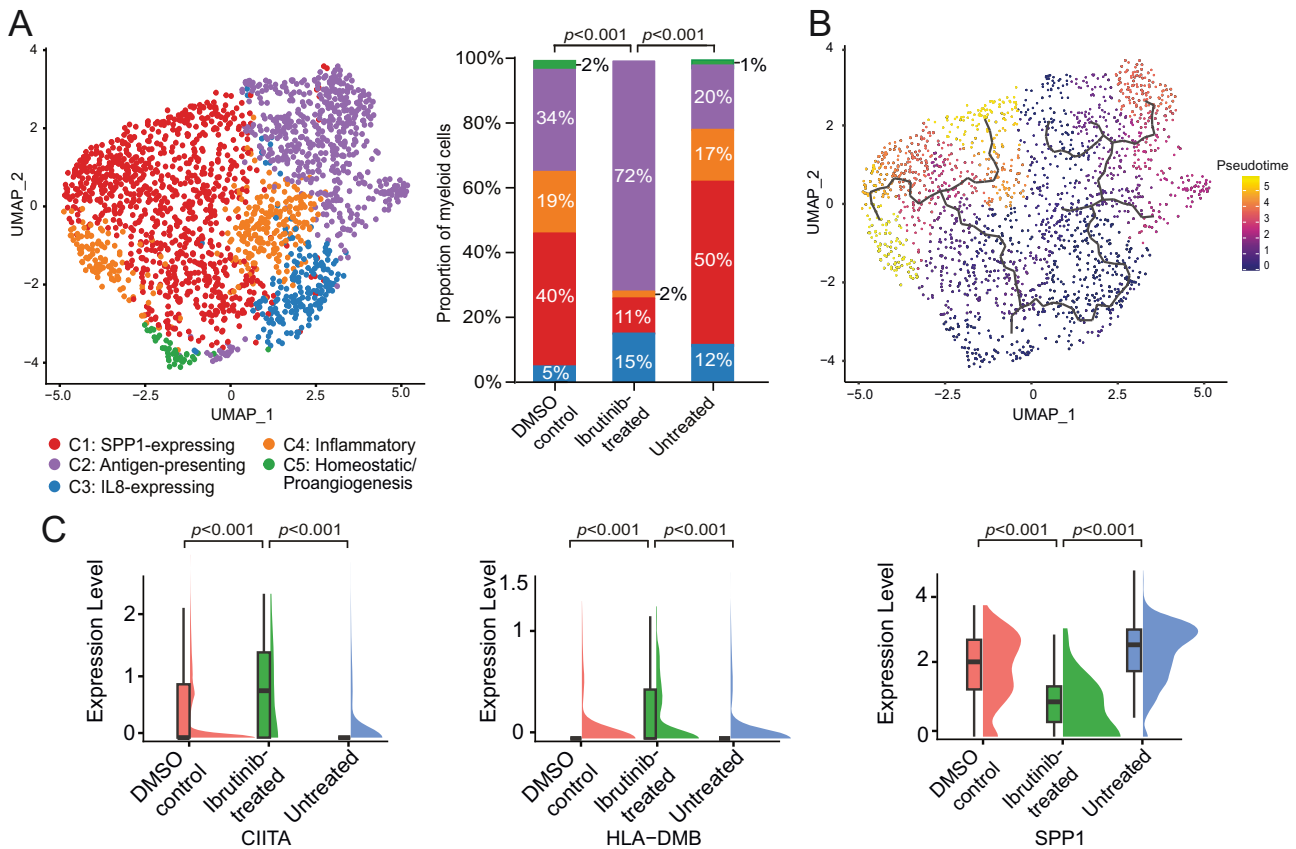 A
4
2
0
−2
−4
UMAP_2
−5.0
−2.5
0
2.5
5.0
UMAP_1
C1: SPP1-expressing
C2: Antigen-presenting
C3: IL8-expressing
C4: Inflammatory
C5: Homeostatic/
Proangiogenesis
p<0.001
p<0.001
Proportion of myeloid cells
100%
80%
60%
40%
20%
0%
2%
34%
19%
40%
5%
72%
2%
11%
15%
1%
20%
17%
50%
12%
DMSO
control
Ibrutinib-
treated
Untreated
B
4
2
0
−2
−4
UMAP_2
−5.0
−2.5
0
2.5
5.0
UMAP_1
Pseudotime
5
4
3
2
1
0
C
p<0.001
p<0.001
Expression Level
2
1
0
DMSO
control
Ibrutinib-
treated
Untreated
CIITA
p<0.001
p<0.001
Expression Level
1.5
1
0
DMSO
control
Ibrutinib-
treated
Untreated
HLA−DMB
p<0.001
p<0.001
Expression Level
4
2
0
DMSO
control
Ibrutinib-
treated
Untreated
SPP1